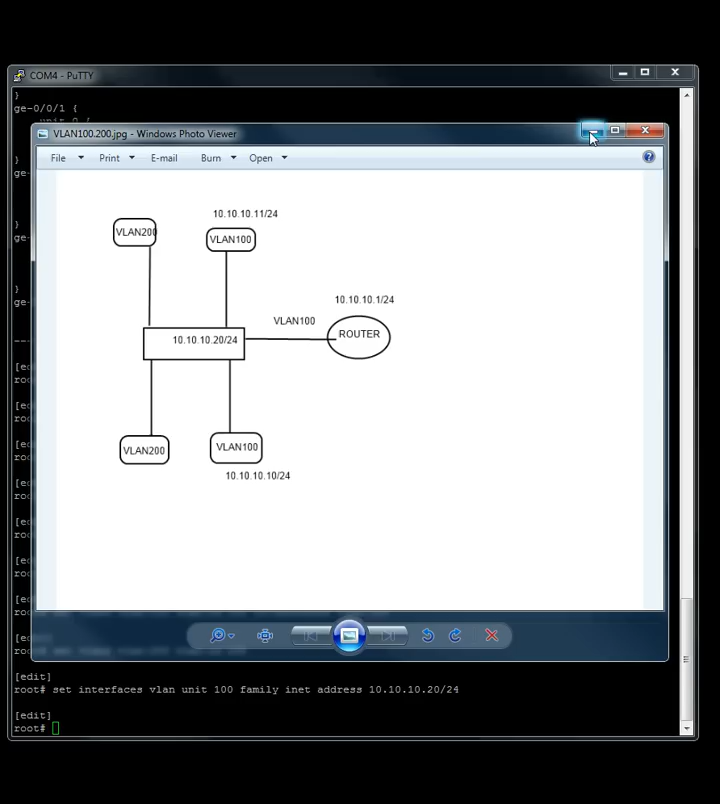 COM4 - PuTTY
}
ge-0/0/1 {
VLAN100.200.jpg - Windows Photo Viewer
File Print E-mail Burn Open
10.10.10.11/24
VLAN200
VLAN100
10.10.10.1/24
VLAN100
ROUTER
10.10.10.20/24
VLAN200
VLAN100
10.10.10.10/24
[edit]
root# set interfaces vlan unit 100 family inet address 10.10.10.20/24
[edit]
root#